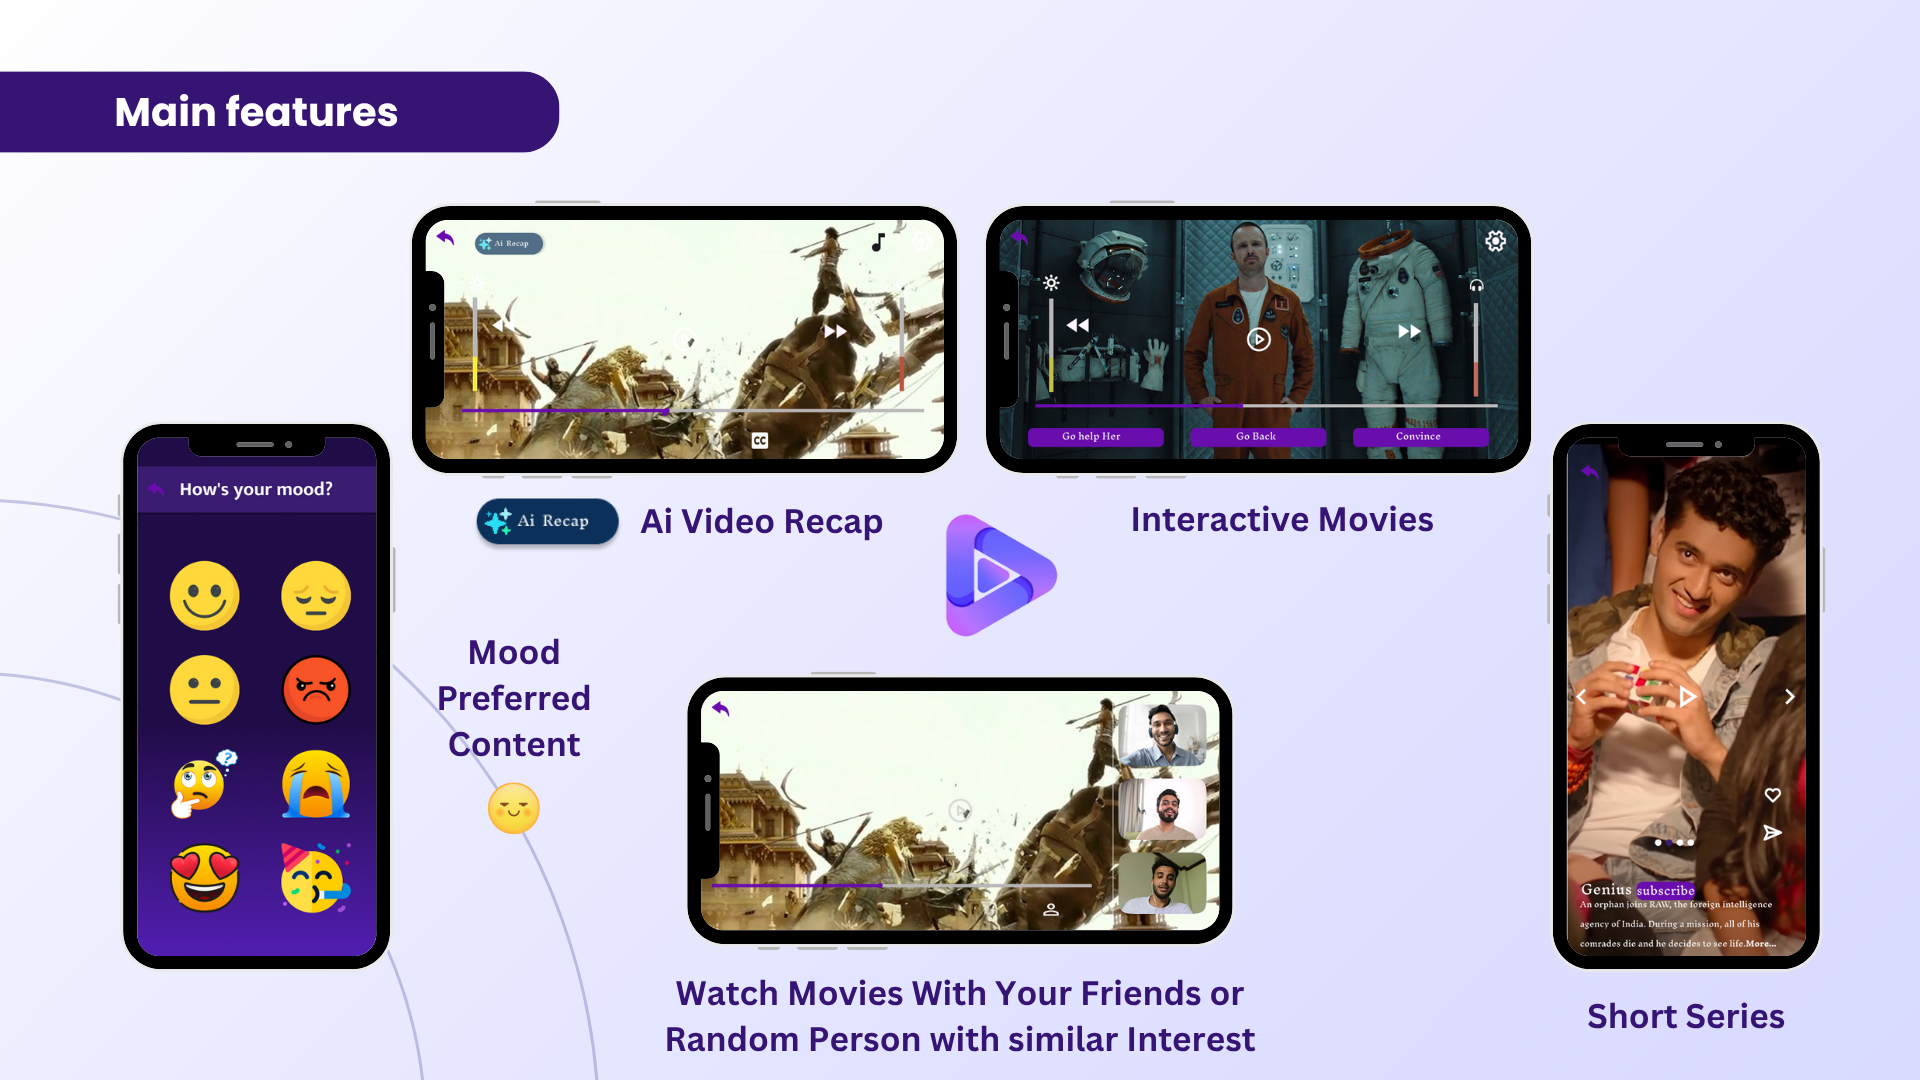 Main features
Ai Recap
CC
Go help Her
Go Back
Convince
Ai Recap
Ai Video Recap
Interactive Movies
How's your mood?
Mood
Preferred
Content
Watch Movies With Your Friends or
Random Person with similar Interest
Genius subscribe
An orphan joins RAW, the foreign intelligence
agency of India. During a mission, all of his
comrades die and he decides to see life.More...
Short Series